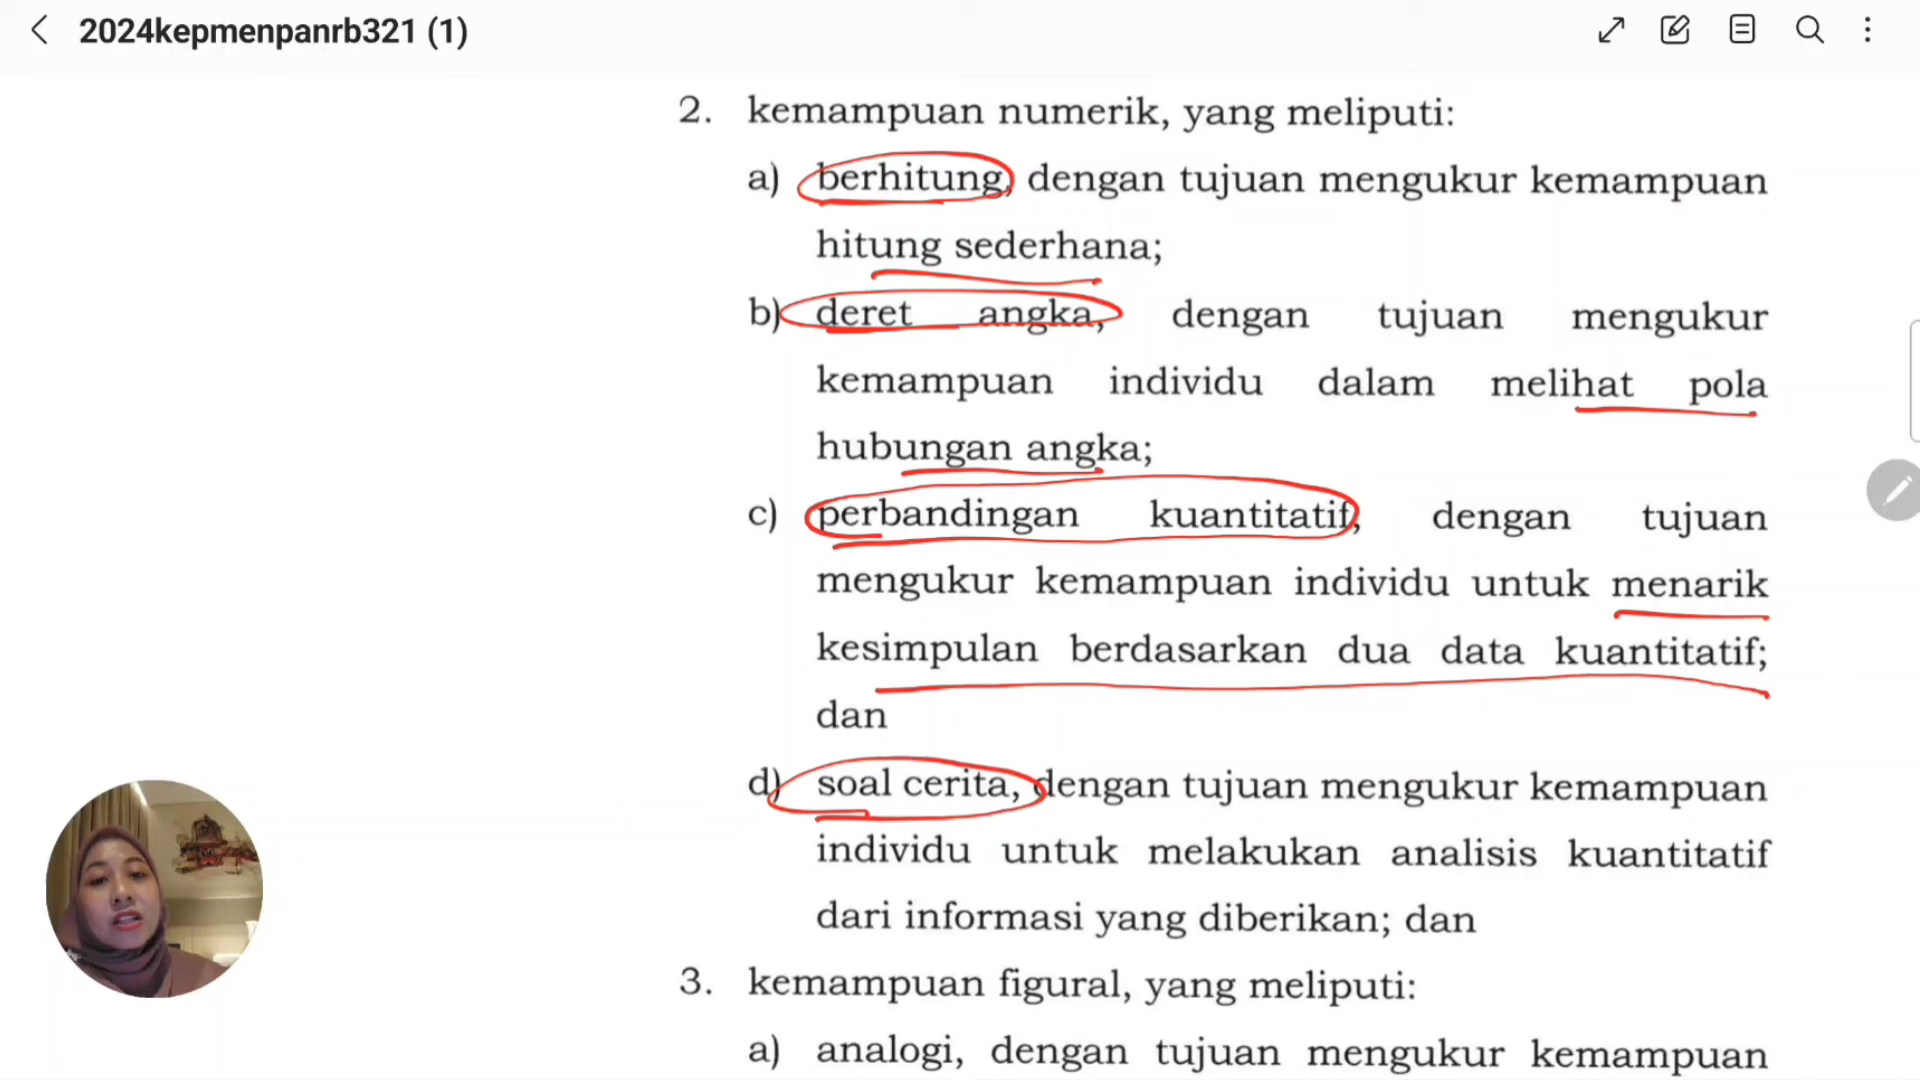 2024kepmenpanrb321 (1)
2. kemampuan numerik, yang meliputi:
a) berhitung, dengan tujuan mengukur kemampuan
hitung sederhana;
b) deret angka, dengan tujuan mengukur
kemampuan individu dalam melihat pola
hubungan angka;
c) perbandingan kuantitatif, dengan tujuan
mengukur kemampuan individu untuk menarik
kesimpulan berdasarkan dua data kuantitatif;
dan
d) soal cerita, dengan tujuan mengukur kemampuan
individu untuk melakukan analisis kuantitatif
dari informasi yang diberikan; dan
3. kemampuan figural, yang meliputi:
a) analogi, dengan tujuan mengukur kemampuan